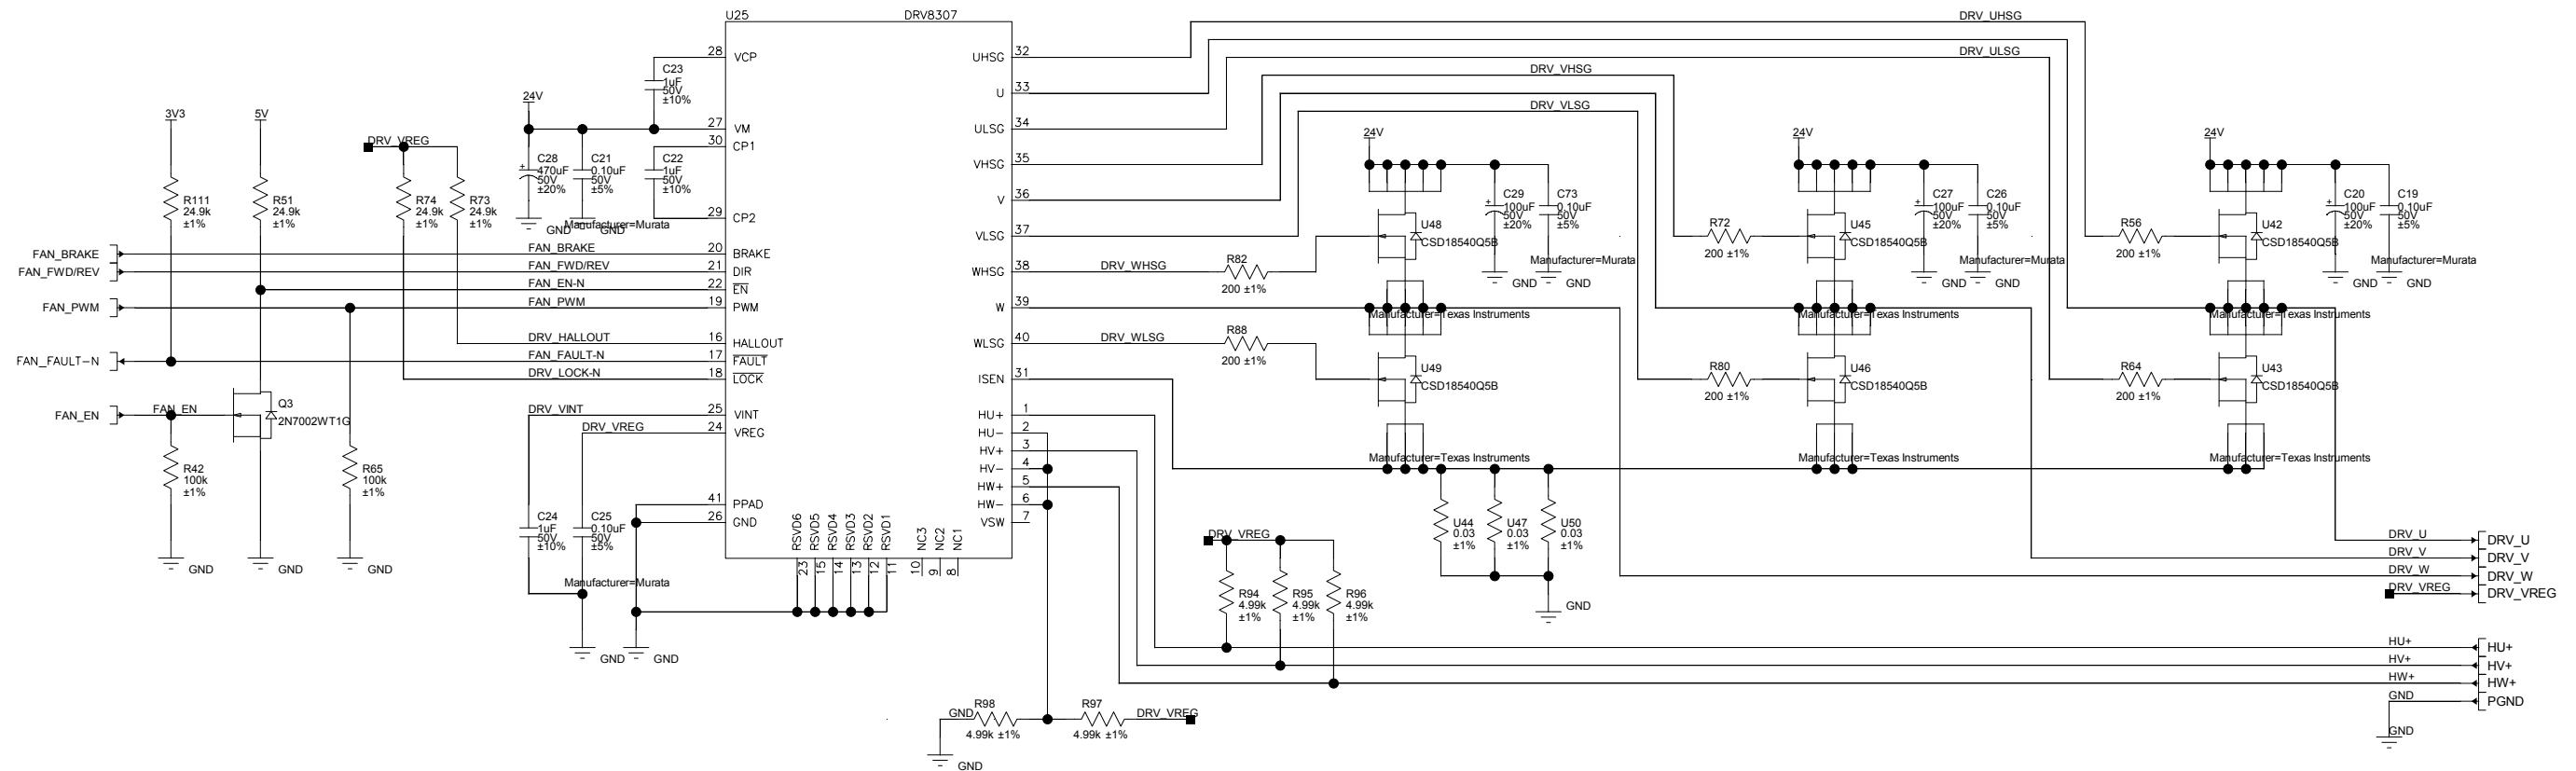 U25
DRV8307
28 VCP
27 VM
30 CP1
29 CP2
20 BRAKE
21 DIR
22 EN
19 PWM
16 HALLOUT
17 FAULT
18 LOCK
25 VINT
24 VREG
41 PPAD
26 GND
RSVD6 23
RSVD5 15
RSVD4 14
RSVD3 13
RSVD2 12
RSVD1 11
NC3 10
NC2 9
NC1 8
UHSG 32
U 33
ULSG 34
VHSG 35
V 36
VLSG 37
WHSG 38
W 39
WLSG 40
ISEN 31
HU+ 1
HU- 2
HV+ 3
HV- 4
HW+ 5
HW- 6
VSW 7
3V3
R111
24.9k
±1%
5V
R51
24.9k
±1%
DRV_VREG
R74
24.9k
±1%
R73
24.9k
±1%
24V
C28
470uF
50V
±20%
GND
C21
0.10uF
50V
±5%
Manufacturer=Murata
GND
C23
1uF
50V
±10%
C22
1uF
50V
±10%
FAN_BRAKE
FAN_FWD/REV
FAN_PWM
FAN_FAULT-N
FAN_EN
FAN_EN
FAN_BRAKE
FAN_FWD/REV
FAN_EN-N
FAN_PWM
DRV_HALLOUT
FAN_FAULT-N
DRV_LOCK-N
DRV_VINT
DRV_VREG
Q3
2N7002WT1G
R42
100k
±1%
GND
GND
R65
100k
±1%
GND
C24
1uF
50V
±10%
C25
0.10uF
50V
±5%
Manufacturer=Murata
GND
GND
DRV_UHSG
DRV_ULSG
DRV_VHSG
DRV_VLSG
DRV_WHSG
R82
200 ±1%
DRV_WLSG
R88
200 ±1%
24V
U48
CSD18540Q5B
C29
100uF
50V
±20%
GND
C73
0.10uF
50V
±5%
Manufacturer=Murata
GND
Manufacturer=Texas Instruments
U49
CSD18540Q5B
Manufacturer=Texas Instruments
24V
R72
200 ±1%
U45
CSD18540Q5B
C27
100uF
50V
±20%
GND
C26
0.10uF
50V
±5%
Manufacturer=Murata
GND
Manufacturer=Texas Instruments
R80
200 ±1%
U46
CSD18540Q5B
Manufacturer=Texas Instruments
24V
R56
200 ±1%
U42
CSD18540Q5B
C20
100uF
50V
±20%
GND
C19
0.10uF
50V
±5%
Manufacturer=Murata
GND
Manufacturer=Texas Instruments
R64
200 ±1%
U43
CSD18540Q5B
Manufacturer=Texas Instruments
U44
0.03
±1%
U47
0.03
±1%
U50
0.03
±1%
GND
DRV_VREG
R94
4.99k
±1%
R95
4.99k
±1%
R96
4.99k
±1%
GND
R98
4.99k ±1%
R97
4.99k ±1%
DRV_VREG
GND
DRV_U DRV_U
DRV_V DRV_V
DRV_W DRV_W
DRV_VREG DRV_VREG
HU+ HU+
HV+ HV+
HW+ HW+
GND PGND
GND